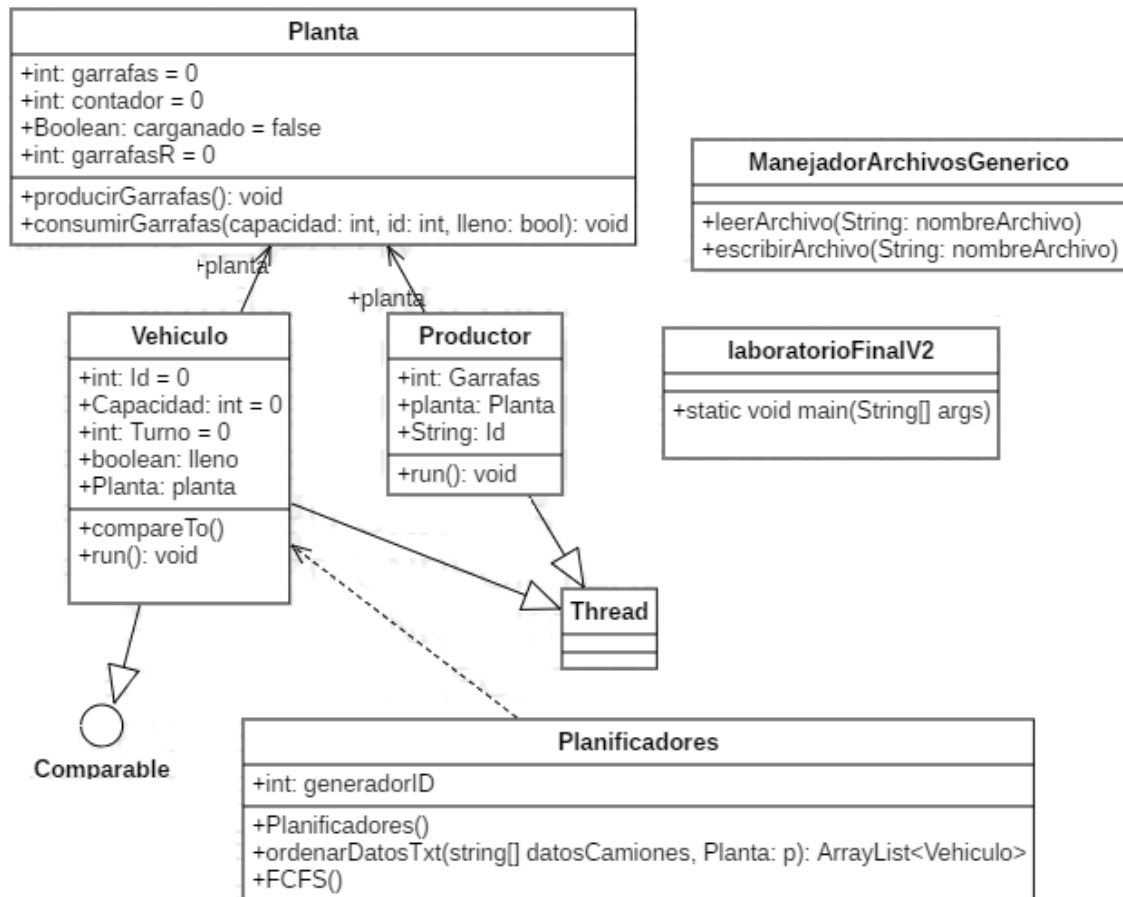 Planta
+int: garrafas = 0
+int: contador = 0
+Boolean: carganado = false
+int: garrafasR = 0
+producirGarrafas(): void
+consumirGarrafas(capacidad: int, id: int, lleno: bool): void
ManejadorArchivosGenerico
+leerArchivo(String: nombreArchivo)
+escribirArchivo(String: nombreArchivo)
+planta
+planta
Vehiculo
+int: Id = 0
+Capacidad: int = 0
+int: Turno = 0
+boolean: lleno
+Planta: planta
+compareTo()
+run(): void
Productor
+int: Garrafas
+planta: Planta
+String: Id
+run(): void
laboratorioFinalV2
+static void main(String[] args)
Thread
Comparable
Planificadores
+int: generadorID
+Planificadores()
+ordenarDatosTxt(string[] datosCamiones, Planta: p): ArrayList<Vehiculo>
+FCFS()